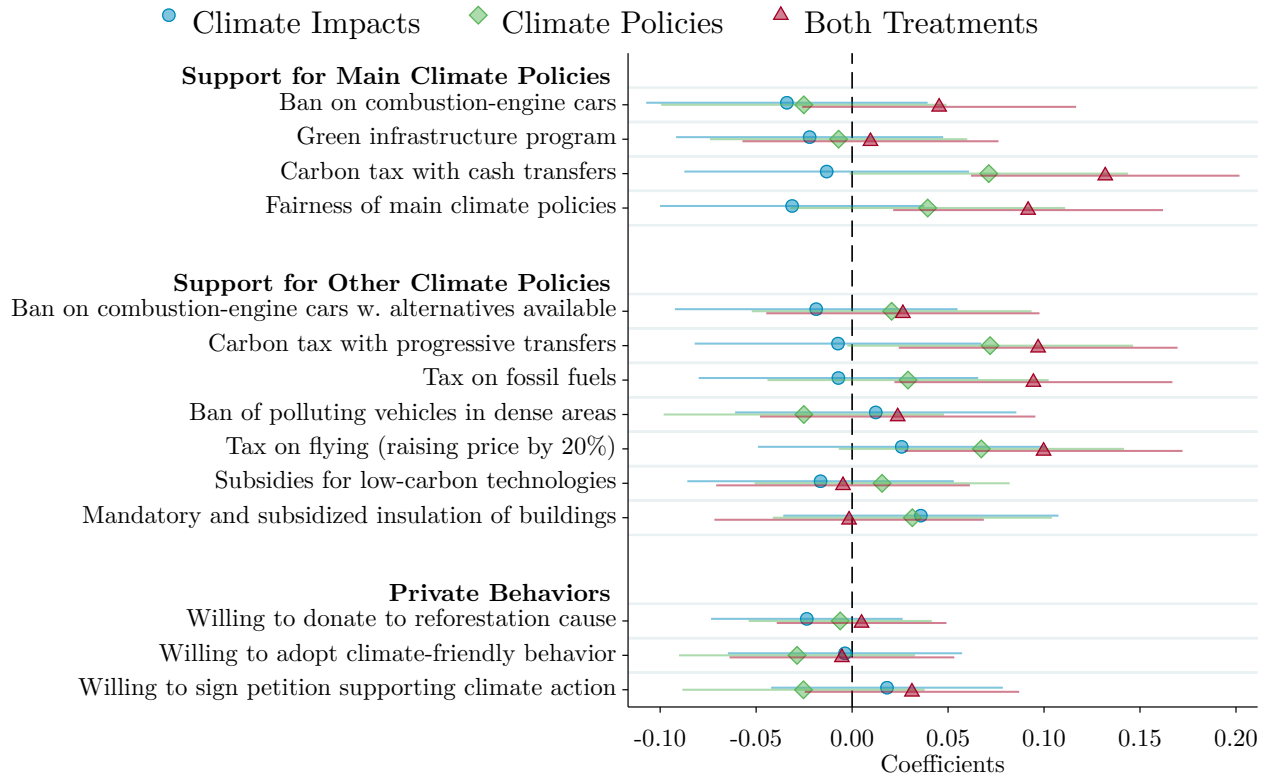 Climate Impacts Climate Policies Both Treatments
Support for Main Climate Policies
Ban on combustion-engine cars
Green infrastructure program
Carbon tax with cash transfers
Fairness of main climate policies
Support for Other Climate Policies
Ban on combustion-engine cars w. alternatives available
Carbon tax with progressive transfers
Tax on fossil fuels
Ban of polluting vehicles in dense areas
Tax on flying (raising price by 20%)
Subsidies for low-carbon technologies
Mandatory and subsidized insulation of buildings
Private Behaviors
Willing to donate to reforestation cause
Willing to adopt climate-friendly behavior
Willing to sign petition supporting climate action
-0.10 -0.05 0.00 0.05 0.10 0.15 0.20
Coefficients